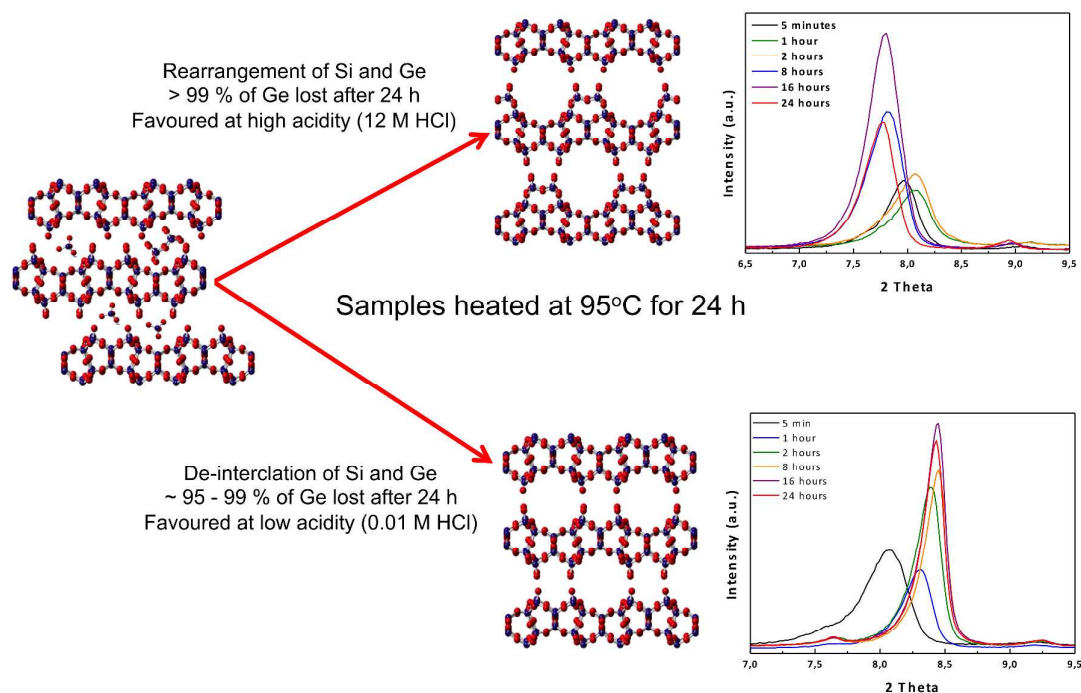 Rearrangement of Si and Ge
> 99 % of Ge lost after 24 h
Favoured at high acidity (12 M HCl)
5 minutes
1 hour
2 hours
8 hours
16 hours
24 hours
Intensity (a.u.)
6,5 7,0 7,5 8,0 8,5 9,0 9,5
2 Theta
Samples heated at 95°C for 24 h
De-interclation of Si and Ge
~ 95 - 99 % of Ge lost after 24 h
Favoured at low acidity (0.01 M HCl)
5 min
1 hour
2 hours
8 hours
16 hours
24 hours
Intensity (a.u.)
7,0 7,5 8,0 8,5 9,0 9,5
2 Theta